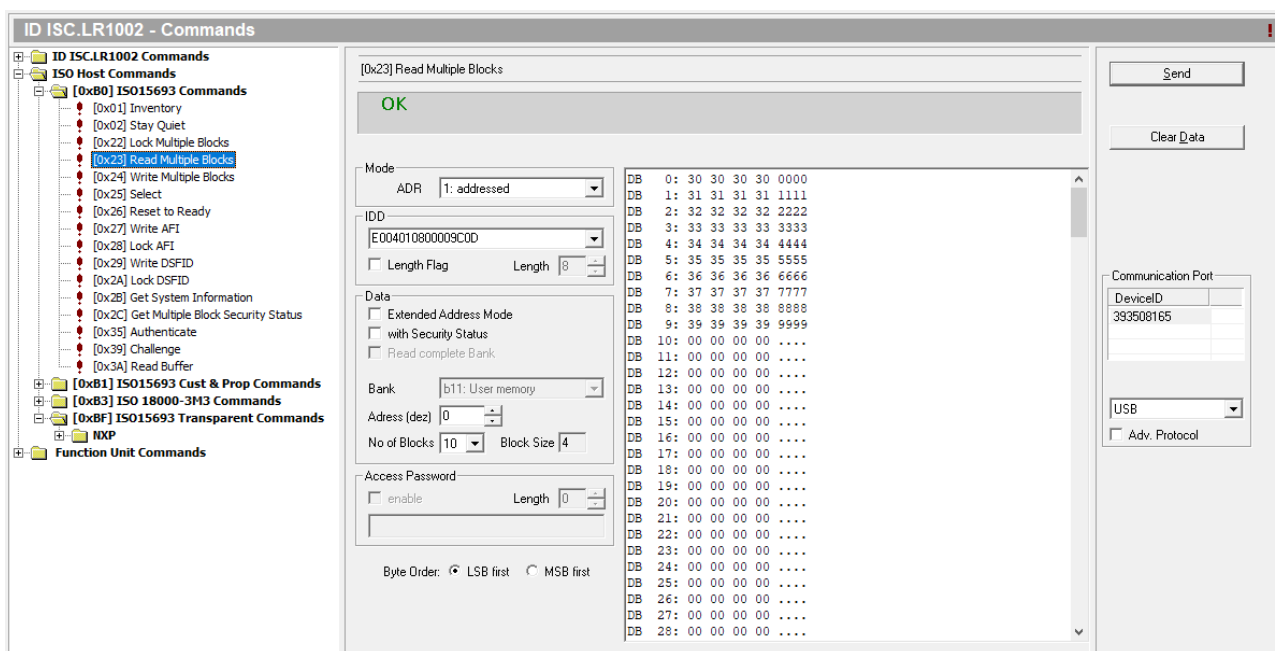 ID ISC.LR1002 - Commands
!
ID ISC.LR1002 Commands
ISO Host Commands
[0xB0] ISO15693 Commands
[0x01] Inventory
[0x02] Stay Quiet
[0x22] Lock Multiple Blocks
[0x23] Read Multiple Blocks
[0x24] Write Multiple Blocks
[0x25] Select
[0x26] Reset to Ready
[0x27] Write AFI
[0x28] Lock AFI
[0x29] Write DSFID
[0x2A] Lock DSFID
[0x2B] Get System Information
[0x2C] Get Multiple Block Security Status
[0x35] Authenticate
[0x39] Challenge
[0x3A] Read Buffer
[0xB1] ISO15693 Cust & Prop Commands
[0xB3] ISO 18000-3M3 Commands
[0xBF] ISO15693 Transparent Commands
NXP
Function Unit Commands
[0x23] Read Multiple Blocks
OK
Mode
ADR 1: addressed
IDD
E004010800009C0D
Length Flag Length 8
Data
Extended Address Mode
with Security Status
Read complete Bank
Bank b11: User memory
Adress (dez) 0
No of Blocks 10 Block Size 4
Access Password
enable Length 0
Byte Order: LSB first MSB first
DB 0: 30 30 30 30 0000
DB 1: 31 31 31 31 1111
DB 2: 32 32 32 32 2222
DB 3: 33 33 33 33 3333
DB 4: 34 34 34 34 4444
DB 5: 35 35 35 35 5555
DB 6: 36 36 36 36 6666
DB 7: 37 37 37 37 7777
DB 8: 38 38 38 38 8888
DB 9: 39 39 39 39 9999
DB 10: 00 00 00 00 ....
DB 11: 00 00 00 00 ....
DB 12: 00 00 00 00 ....
DB 13: 00 00 00 00 ....
DB 14: 00 00 00 00 ....
DB 15: 00 00 00 00 ....
DB 16: 00 00 00 00 ....
DB 17: 00 00 00 00 ....
DB 18: 00 00 00 00 ....
DB 19: 00 00 00 00 ....
DB 20: 00 00 00 00 ....
DB 21: 00 00 00 00 ....
DB 22: 00 00 00 00 ....
DB 23: 00 00 00 00 ....
DB 24: 00 00 00 00 ....
DB 25: 00 00 00 00 ....
DB 26: 00 00 00 00 ....
DB 27: 00 00 00 00 ....
DB 28: 00 00 00 00 ....
Send
Clear Data
Communication Port
DeviceID
393508165
USB
Adv. Protocol